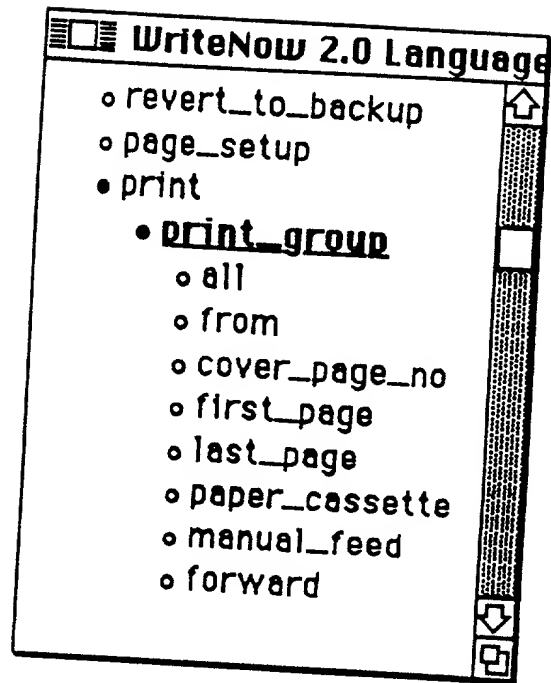 WriteNow 2.0 Language
revert_to_backup
page_setup
print
print_group
all
from
cover_page_no
first_page
last_page
paper_cassette
manual_feed
forward